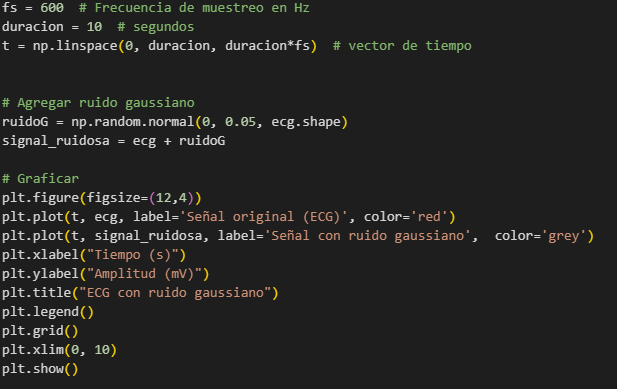 fs = 600  # Frecuencia de muestreo en Hz
duracion = 10  # segundos
t = np.linspace(0, duracion, duracion*fs)  # vector de tiempo
# Agregar ruido gaussiano
ruidoG = np.random.normal(0, 0.05, ecg.shape)
signal_ruidosa = ecg + ruidoG
# Graficar
plt.figure(figsize=(12,4))
plt.plot(t, ecg, label='Señal original (ECG)', color='red')
plt.plot(t, signal_ruidosa, label='Señal con ruido gaussiano',  color='grey')
plt.xlabel("Tiempo (s)")
plt.ylabel("Amplitud (mV)")
plt.title("ECG con ruido gaussiano")
plt.legend()
plt.grid()
plt.xlim(0, 10)
plt.show()